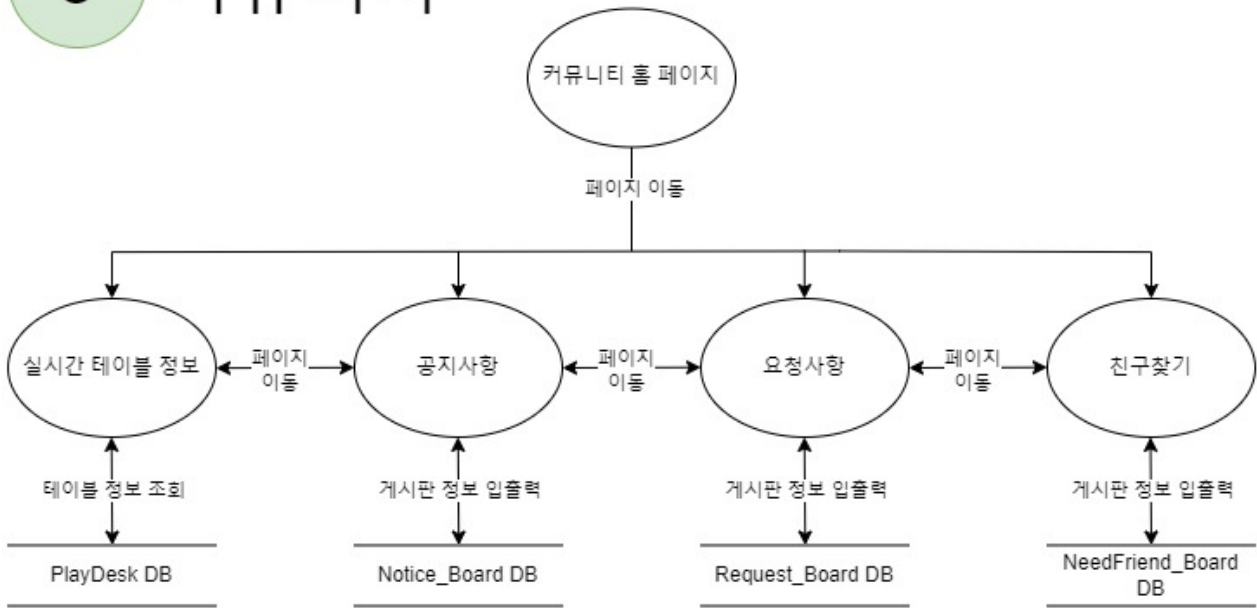 커뮤니티 홈 페이지
페이지 이동
실시간 테이블 정보
페이지
이동
공지사항
페이지
이동
요청사항
페이지
이동
친구찾기
테이블 정보 조회
게시판 정보 입출력
게시판 정보 입출력
게시판 정보 입출력
PlayDesk DB
Notice_Board DB
Request_Board DB
NeedFriend_Board
DB